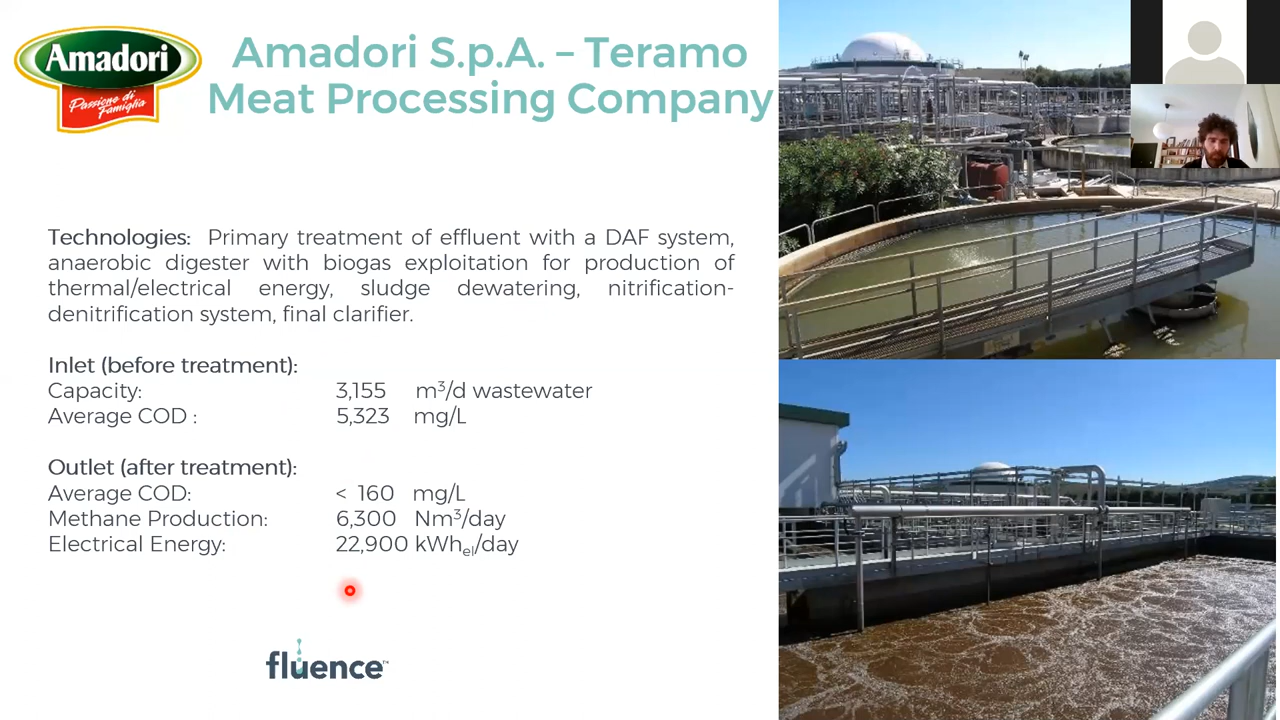 Amadori
Passione di
Famiglia
Amadori S.p.A. – Teramo
Meat Processing Company
Technologies: Primary treatment of effluent with a DAF system,
anaerobic digester with biogas exploitation for production of
thermal/electrical energy, sludge dewatering, nitrification-
denitrification system, final clarifier.
Inlet (before treatment):
Capacity: 3,155 m³/d wastewater
Average COD : 5,323 mg/L
Outlet (after treatment):
Average COD: < 160 mg/L
Methane Production: 6,300 Nm³/day
Electrical Energy: 22,900 kWhel/day
fluence™